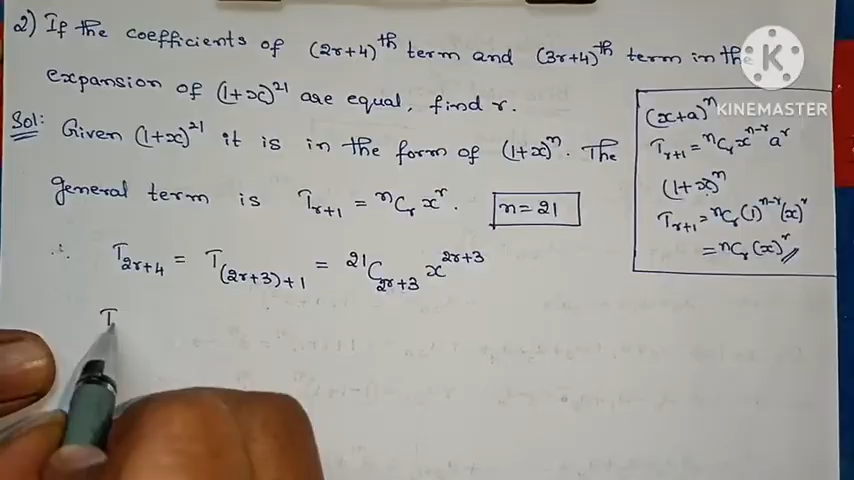 2) If the coefficients of (2r+4)th term and (3r+4)th term in the
expansion of (1+x)^21 are equal, find r.
Sol: Given (1+x)^21 it is in the form of (1+x)^n. The
general term is T_{r+1} = ^nC_r x^r. n = 21
∴ T_{2r+4} = T_{(2r+3)+1} = ^21C_{2r+3} x^{2r+3}
T
(x+a)^n
T_{r+1} = ^nC_r x^{n-r} a^r
(1+x)^n
T_{r+1} = ^nC_r (1)^{n-r} (x)^r
= ^nC_r (x)^r //
K
KINEMASTER